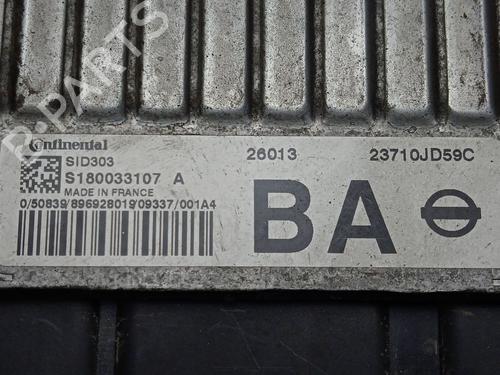 B-PARTS
Continental
SID303
S180033107 A
MADE IN FRANCE
0/50839/896928019/09337/001A4
26013
23710JD59C
BA